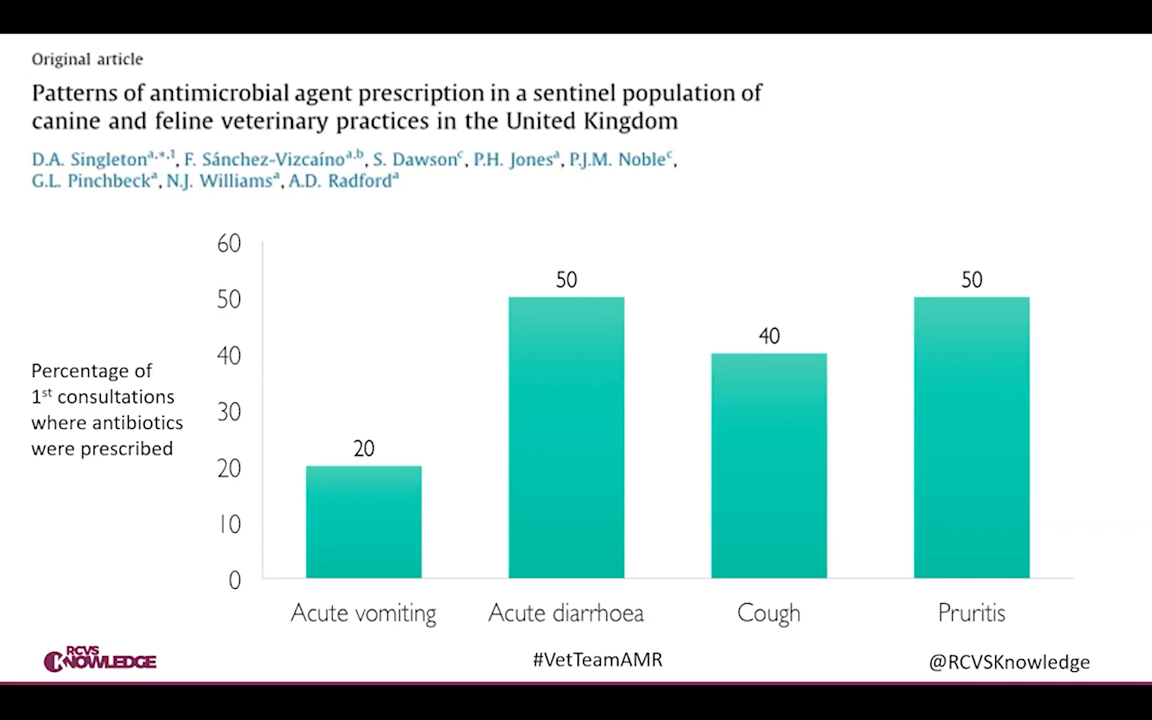 Original article
Patterns of antimicrobial agent prescription in a sentinel population of
canine and feline veterinary practices in the United Kingdom
D.A. Singletonᵃ,*,¹, F. Sánchez-Vizcaínoᵃ,ᵇ, S. Dawsonᶜ, P.H. Jonesᵃ, P.J.M. Nobleᶜ,
G.L. Pinchbeckᵃ, N.J. Williamsᵃ, A.D. Radfordᵃ
Percentage of
1ˢᵗ consultations
where antibiotics
were prescribed
60
50
40
30
20
10
0
20
50
40
50
Acute vomiting
Acute diarrhoea
Cough
Pruritis
RCVS
KNOWLEDGE
#VetTeamAMR
@RCVSKnowledge